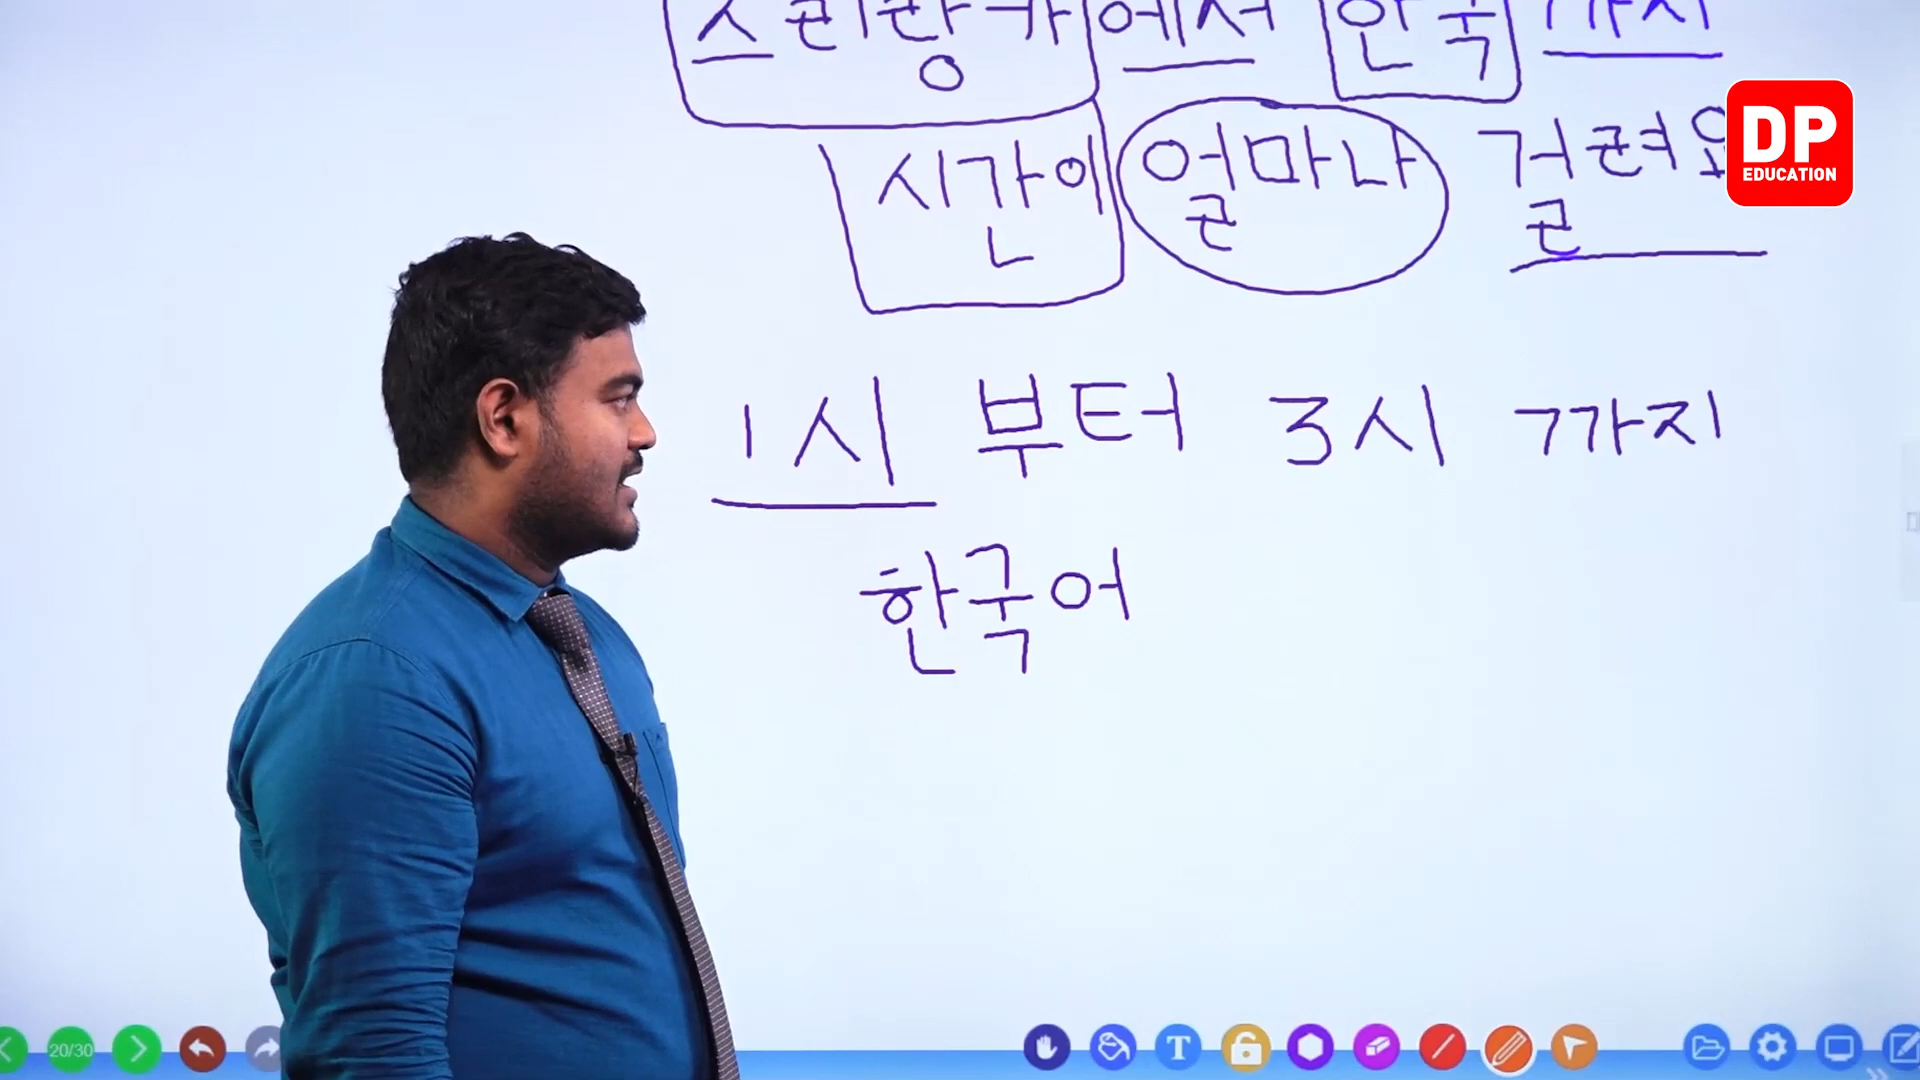 스리랑카에서 한국 까지
시간이 얼마나 걸려요
1시 부터 3시 까지
한국어
DP
EDUCATION
20/30
T